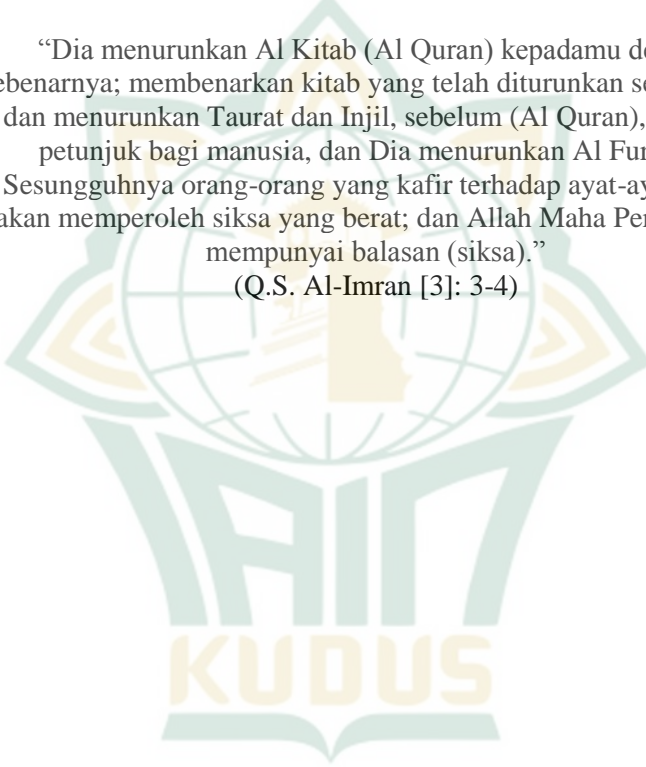 “Dia menurunkan Al Kitab (Al Quran) kepadamu de
ebenarnya; membenarkan kitab yang telah diturunkan se
dan menurunkan Taurat dan Injil, sebelum (Al Quran),
petunjuk bagi manusia, dan Dia menurunkan Al Fur
Sesungguhnya orang-orang yang kafir terhadap ayat-ay
akan memperoleh siksa yang berat; dan Allah Maha Per
mempunyai balasan (siksa).”
(Q.S. Al-Imran [3]: 3-4)
IAIN
KUDUS